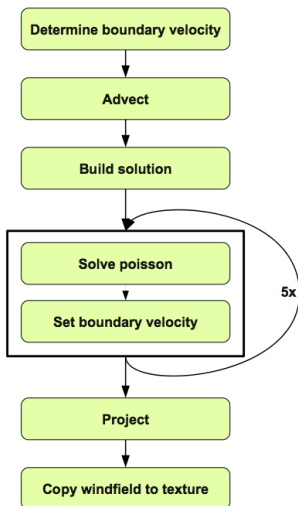 Determine boundary velocity
Advect
Build solution
Solve poisson
5x
Set boundary velocity
Project
Copy windfield to texture